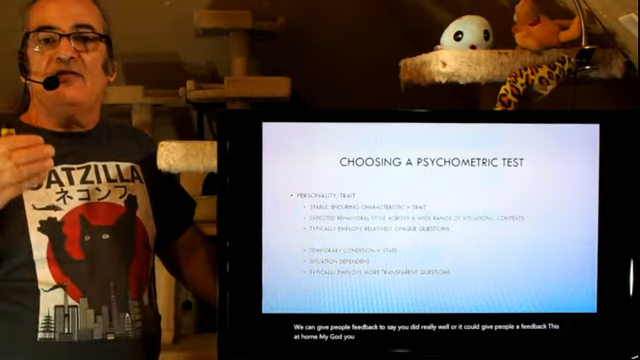 CATZILLA
ネコンフ
CHOOSING A PSYCHOMETRIC TEST
PERSONALITY, TRAIT
STABLE, ENDURING CHARACTERISTIC = TRAIT
EXPECTED BEHAVIORAL STYLE ACROSS A WIDE RANGE OF SITUATIONS, CONTEXTS
TYPICALLY EMPLOYS RELATIVELY OPAQUE QUESTIONS
TEMPORARY CONDITION = STATE
SITUATION DEPENDENT
TYPICALLY EMPLOYS MORE TRANSPARENT QUESTIONS
We can give people feedback to say you did really well or it could give people a feedback This
at home My God you